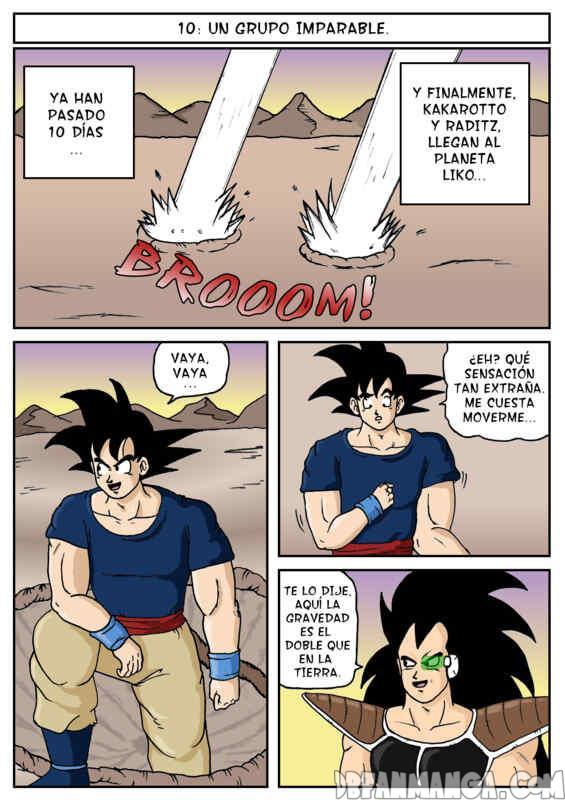 10: UN GRUPO IMPARABLE.
YA HAN
PASADO
10 DÍAS
...
Y FINALMENTE,
KAKAROTTO
Y RADITZ,
LLEGAN AL
PLANETA
LIKO...
BROOOM!
VAYA,
VAYA
...
¿EH? QUÉ
SENSACIÓN
TAN EXTRAÑA.
ME CUESTA
MOVERME...
TE LO DIJE,
AQUÍ LA
GRAVEDAD
ES EL
DOBLE QUE
EN LA
TIERRA.
DBFANMANGA.COM